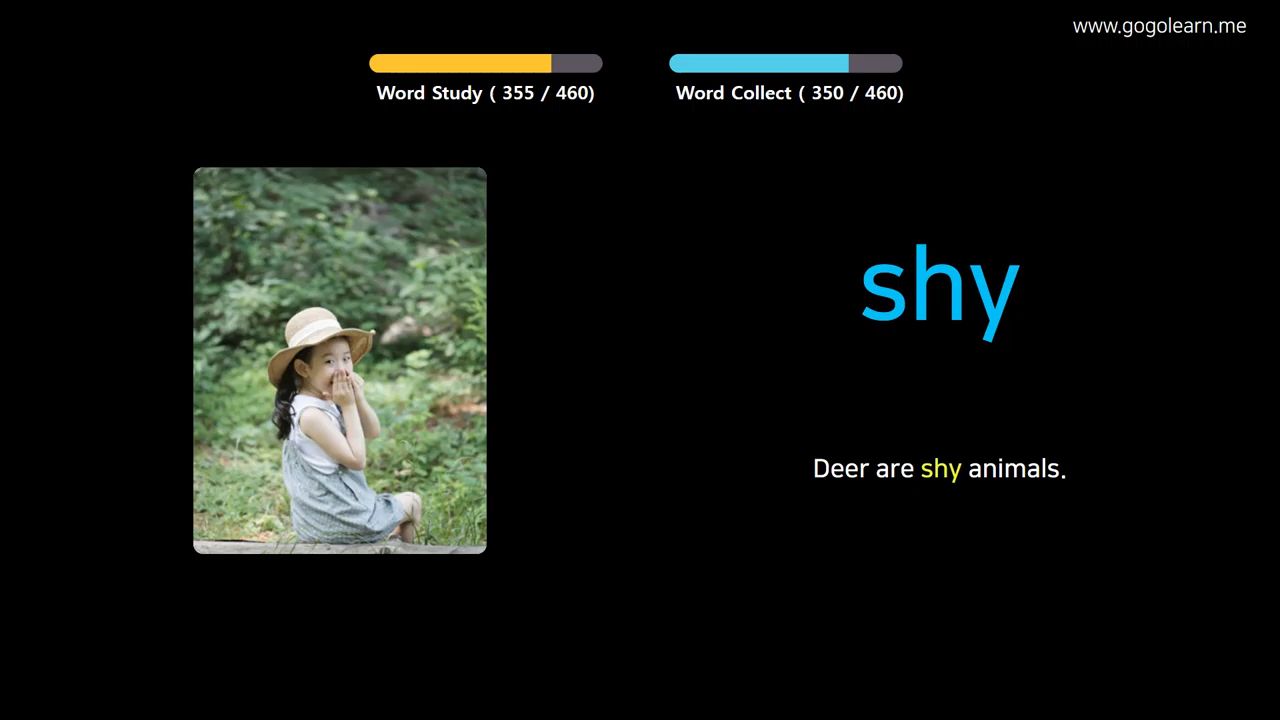 www.gogolearn.me
Word Study ( 355 / 460)
Word Collect ( 350 / 460)
shy
Deer are shy animals.